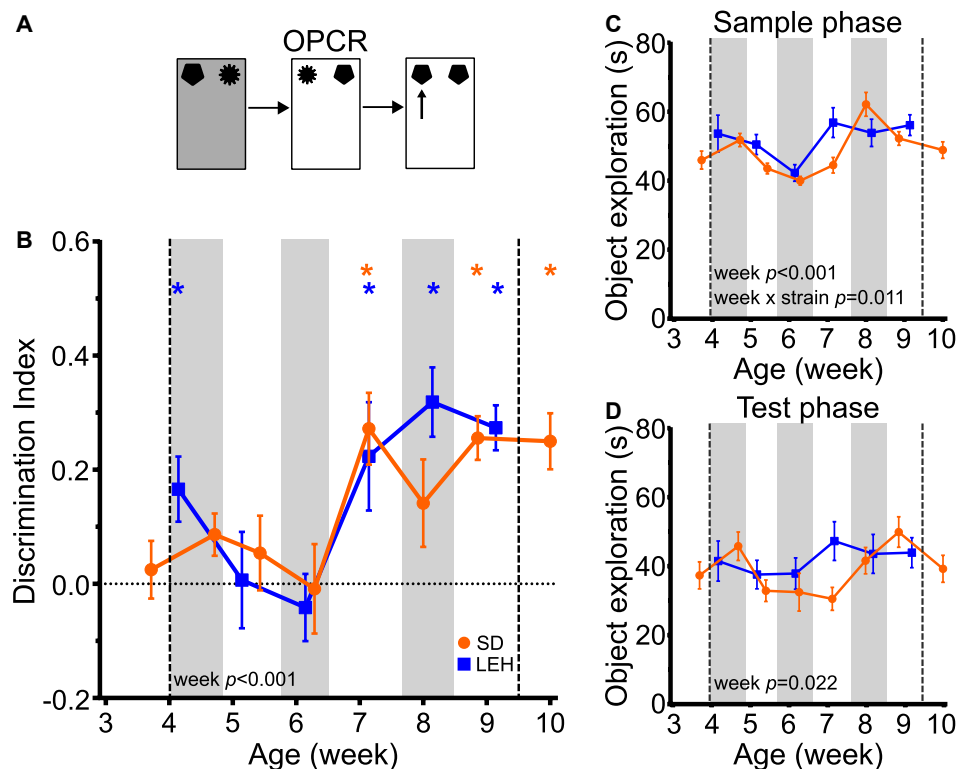 A
OPCR
B
0.6
0.4
0.2
0.0
-0.2
Discrimination Index
* * *
* * * *
SD
LEH
week p<0.001
3 4 5 6 7 8 9 10
Age (week)
C
Sample phase
80
60
40
20
0
Object exploration (s)
week p<0.001
week x strain p=0.011
3 4 5 6 7 8 9 10
Age (week)
D
Test phase
80
60
40
20
0
Object exploration (s)
week p=0.022
3 4 5 6 7 8 9 10
Age (week)